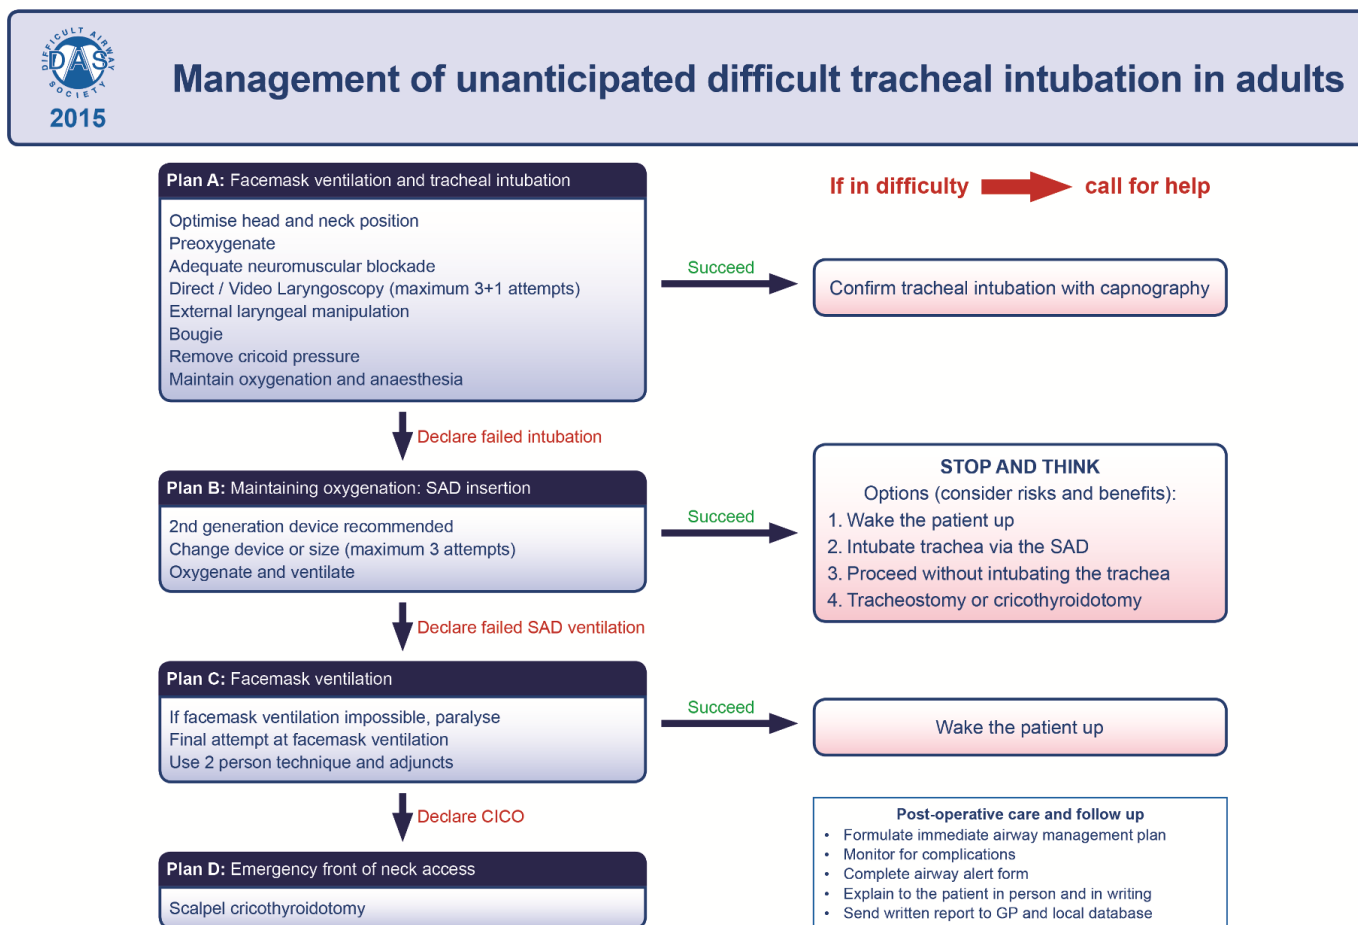 DIFFICULT AIRWAY SOCIETY
DAS
2015
Management of unanticipated difficult tracheal intubation in adults
Plan A: Facemask ventilation and tracheal intubation
Optimise head and neck position
Preoxygenate
Adequate neuromuscular blockade
Direct / Video Laryngoscopy (maximum 3+1 attempts)
External laryngeal manipulation
Bougie
Remove cricoid pressure
Maintain oxygenation and anaesthesia
If in difficulty call for help
Succeed
Confirm tracheal intubation with capnography
Declare failed intubation
Plan B: Maintaining oxygenation: SAD insertion
2nd generation device recommended
Change device or size (maximum 3 attempts)
Oxygenate and ventilate
Succeed
STOP AND THINK
Options (consider risks and benefits):
1. Wake the patient up
2. Intubate trachea via the SAD
3. Proceed without intubating the trachea
4. Tracheostomy or cricothyroidotomy
Declare failed SAD ventilation
Plan C: Facemask ventilation
If facemask ventilation impossible, paralyse
Final attempt at facemask ventilation
Use 2 person technique and adjuncts
Succeed
Wake the patient up
Declare CICO
Plan D: Emergency front of neck access
Scalpel cricothyroidotomy
Post-operative care and follow up
• Formulate immediate airway management plan
• Monitor for complications
• Complete airway alert form
• Explain to the patient in person and in writing
• Send written report to GP and local database